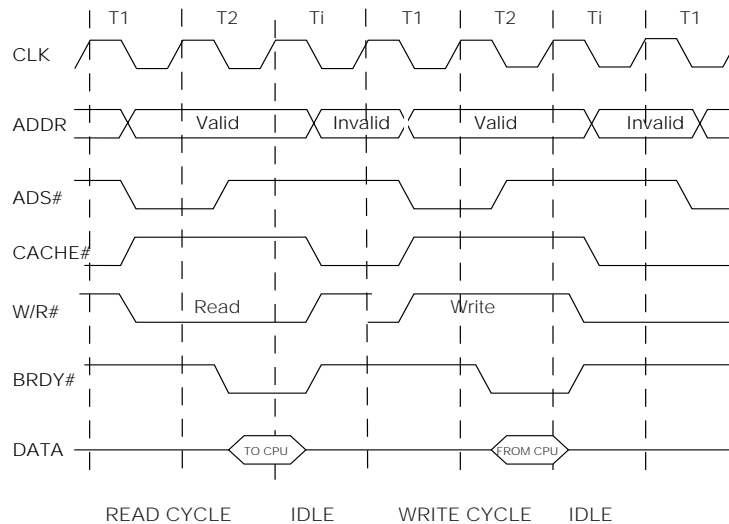 T1 T2 Ti T1 T2 Ti T1
CLK
ADDR Valid Invalid Valid Invalid
ADS#
CACHE#
W/R# Read Write
BRDY#
DATA TO CPU FROM CPU
READ CYCLE IDLE WRITE CYCLE IDLE